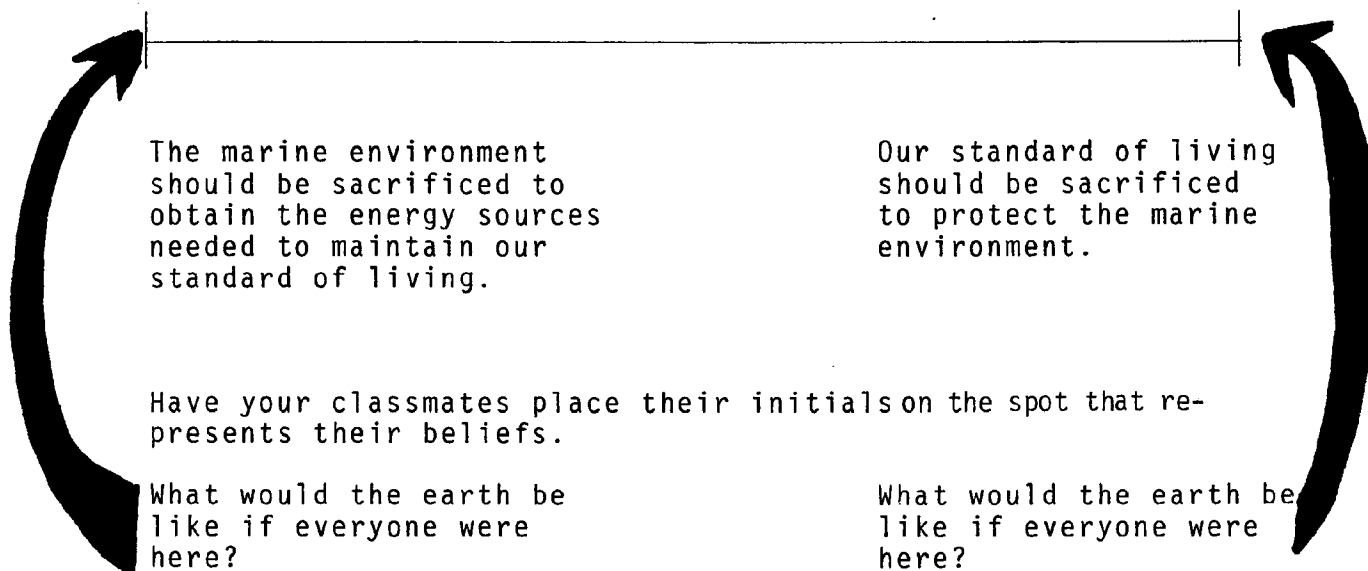 The marine environment
should be sacrificed to
obtain the energy sources
needed to maintain our
standard of living.
Our standard of living
should be sacrificed
to protect the marine
environment.
Have your classmates place their initials on the spot that re-
presents their beliefs.
What would the earth be
like if everyone were
here?
What would the earth be
like if everyone were
here?